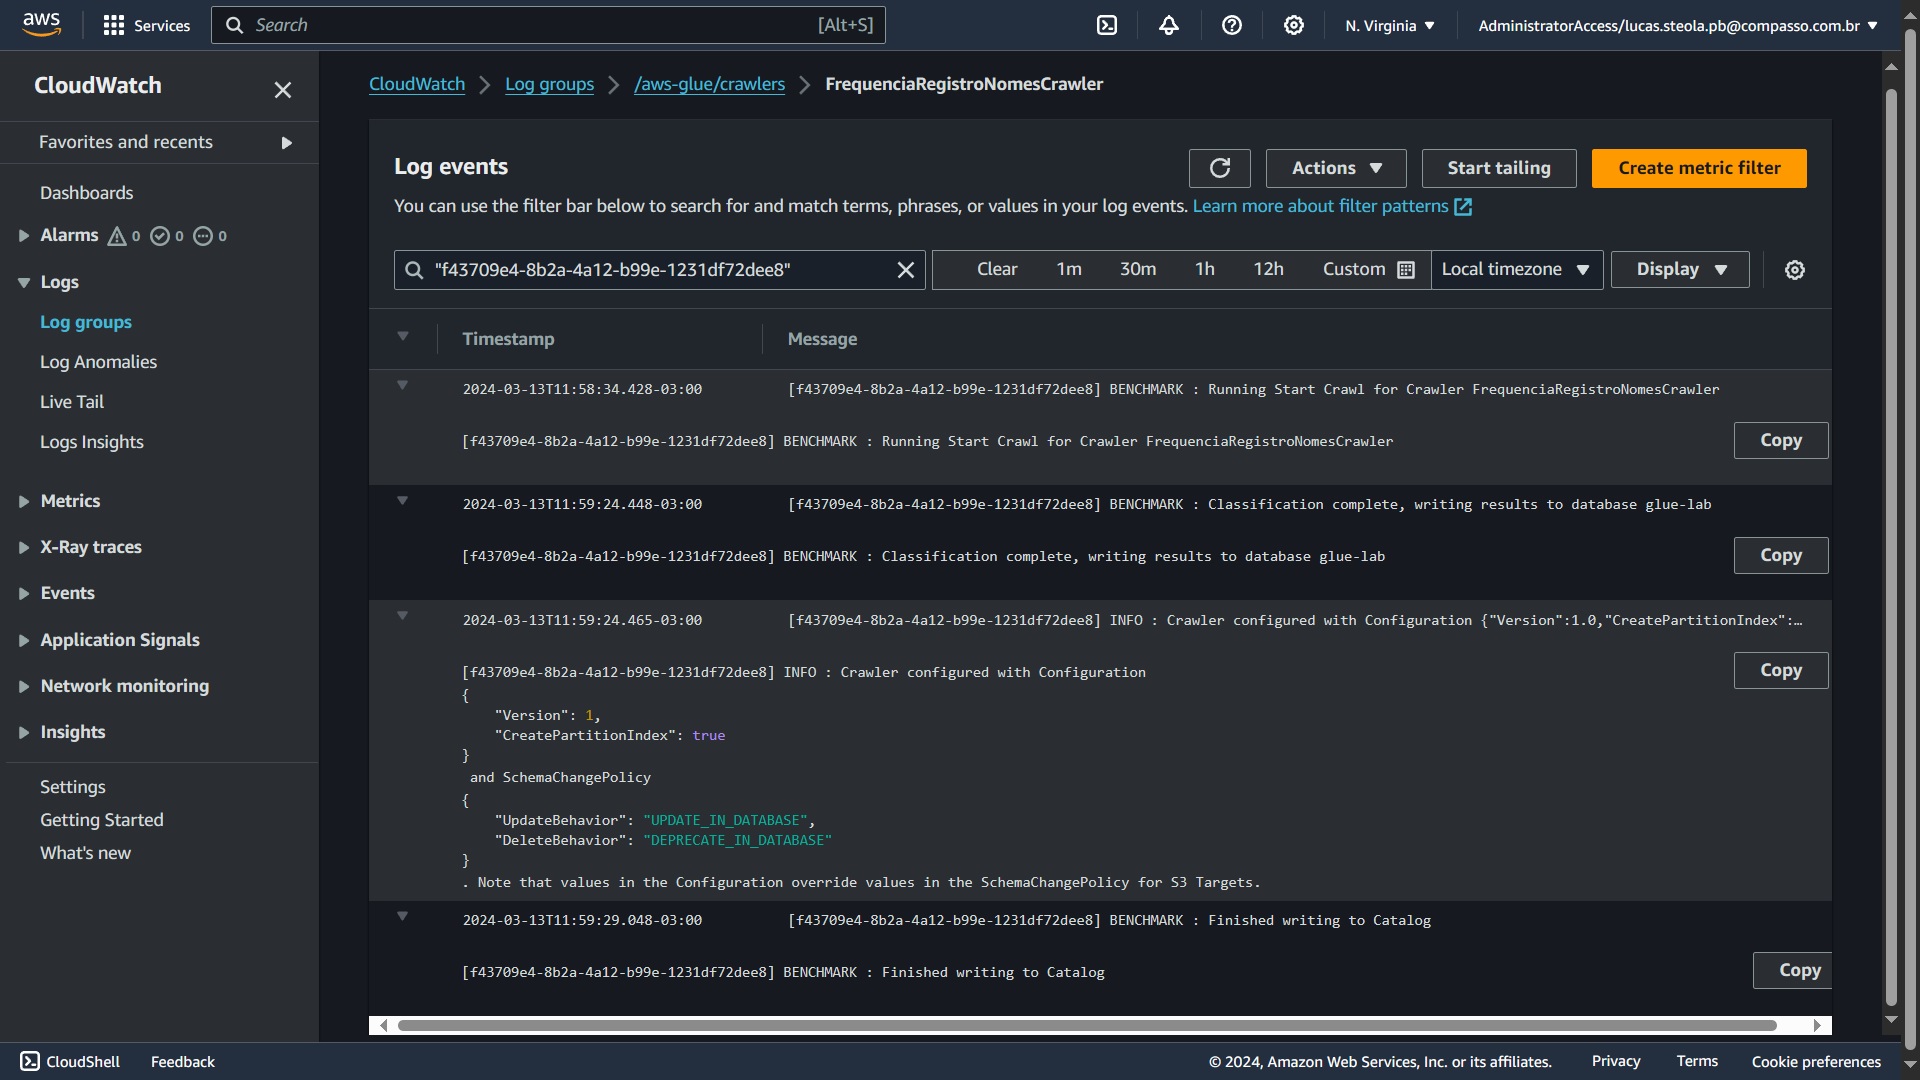 aws
Services
Search
[Alt+S]
N. Virginia
AdministratorAccess/lucas.steola.pb@compasso.com.br
CloudWatch
Favorites and recents
Dashboards
Alarms 0 0 0
Logs
Log groups
Log Anomalies
Live Tail
Logs Insights
Metrics
X-Ray traces
Events
Application Signals
Network monitoring
Insights
Settings
Getting Started
What's new
CloudWatch
Log groups
/aws-glue/crawlers
FrequenciaRegistroNomesCrawler
Log events
Actions
Start tailing
Create metric filter
You can use the filter bar below to search for and match terms, phrases, or values in your log events. Learn more about filter patterns
"f43709e4-8b2a-4a12-b99e-1231df72dee8"
Clear
1m
30m
1h
12h
Custom
Local timezone
Display
Timestamp
Message
2024-03-13T11:58:34.428-03:00
[f43709e4-8b2a-4a12-b99e-1231df72dee8] BENCHMARK : Running Start Crawl for Crawler FrequenciaRegistroNomesCrawler
[f43709e4-8b2a-4a12-b99e-1231df72dee8] BENCHMARK : Running Start Crawl for Crawler FrequenciaRegistroNomesCrawler
Copy
2024-03-13T11:59:24.448-03:00
[f43709e4-8b2a-4a12-b99e-1231df72dee8] BENCHMARK : Classification complete, writing results to database glue-lab
[f43709e4-8b2a-4a12-b99e-1231df72dee8] BENCHMARK : Classification complete, writing results to database glue-lab
Copy
2024-03-13T11:59:24.465-03:00
[f43709e4-8b2a-4a12-b99e-1231df72dee8] INFO : Crawler configured with Configuration {"Version":1.0,"CreatePartitionIndex":…
[f43709e4-8b2a-4a12-b99e-1231df72dee8] INFO : Crawler configured with Configuration
Copy
{
"Version": 1,
"CreatePartitionIndex": true
}
and SchemaChangePolicy
{
"UpdateBehavior": "UPDATE_IN_DATABASE",
"DeleteBehavior": "DEPRECATE_IN_DATABASE"
}
. Note that values in the Configuration override values in the SchemaChangePolicy for S3 Targets.
2024-03-13T11:59:29.048-03:00
[f43709e4-8b2a-4a12-b99e-1231df72dee8] BENCHMARK : Finished writing to Catalog
[f43709e4-8b2a-4a12-b99e-1231df72dee8] BENCHMARK : Finished writing to Catalog
Copy
CloudShell
Feedback
© 2024, Amazon Web Services, Inc. or its affiliates.
Privacy
Terms
Cookie preferences